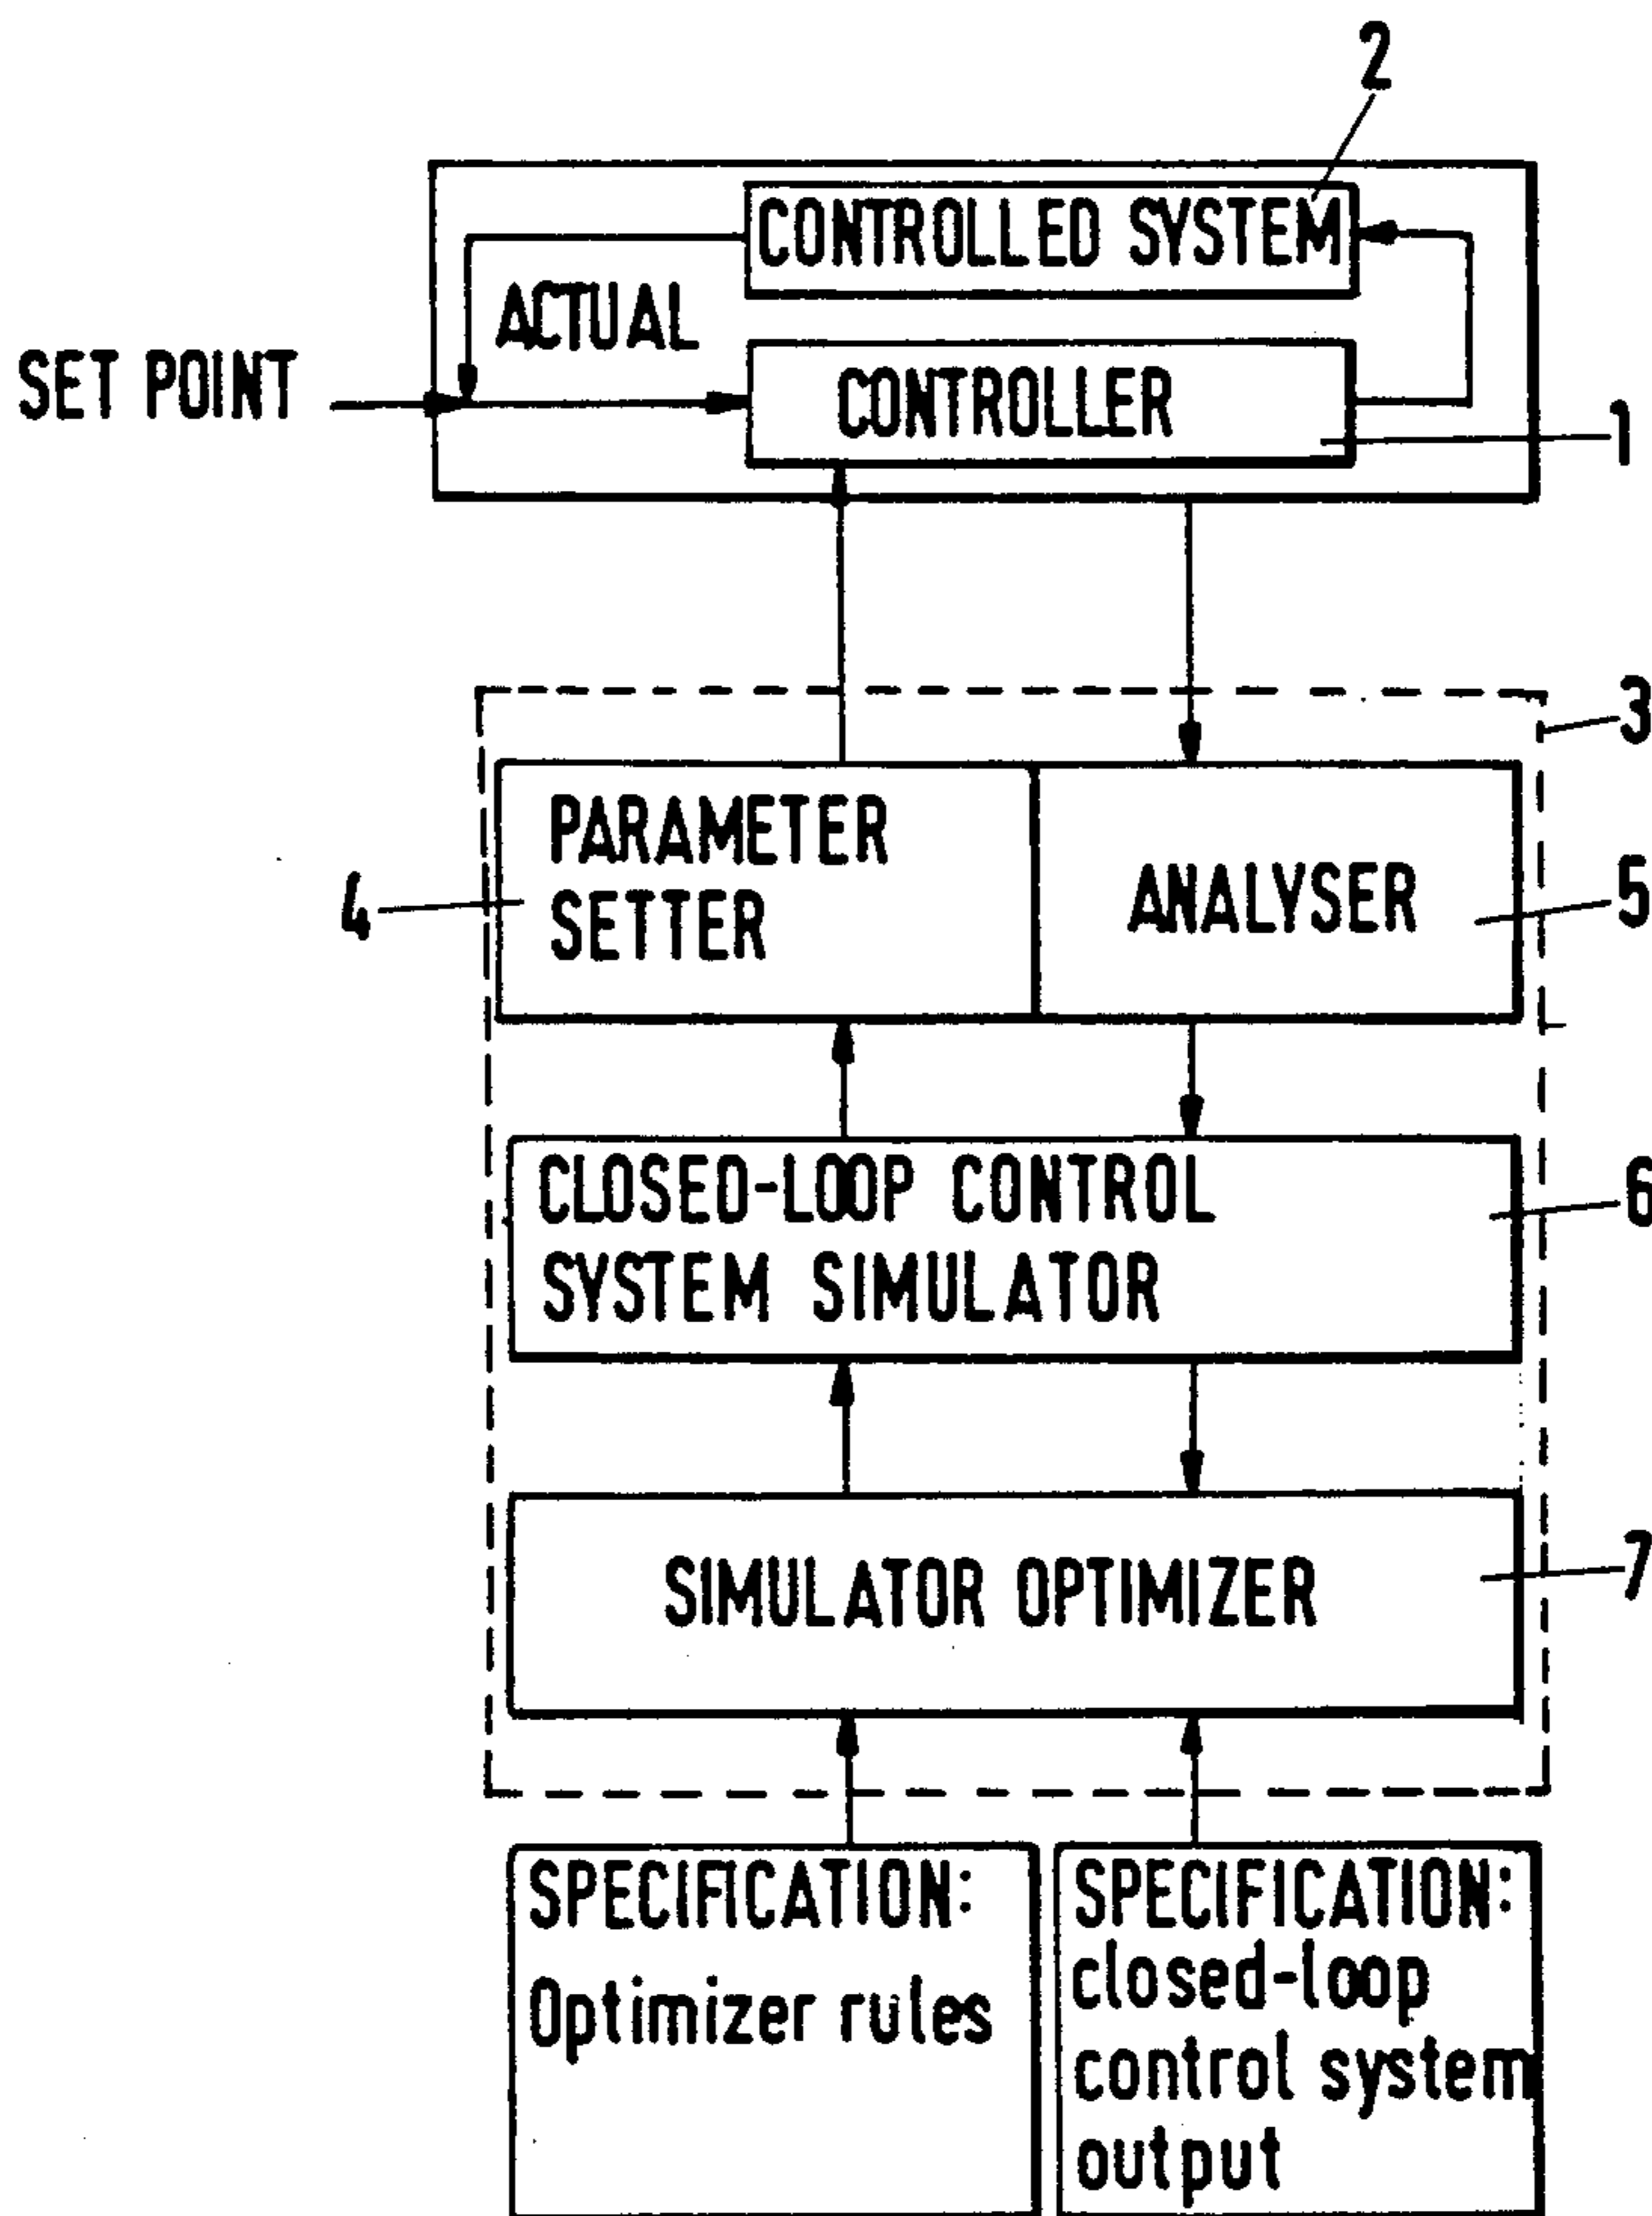 2
CONTROLLED SYSTEM
ACTUAL
SET POINT
CONTROLLER
1
3
PARAMETER
SETTER
4
ANALYSER
5
CLOSED-LOOP CONTROL
SYSTEM SIMULATOR
6
SIMULATOR OPTIMIZER
7
SPECIFICATION:
Optimizer rules
SPECIFICATION:
closed-loop
control system
output